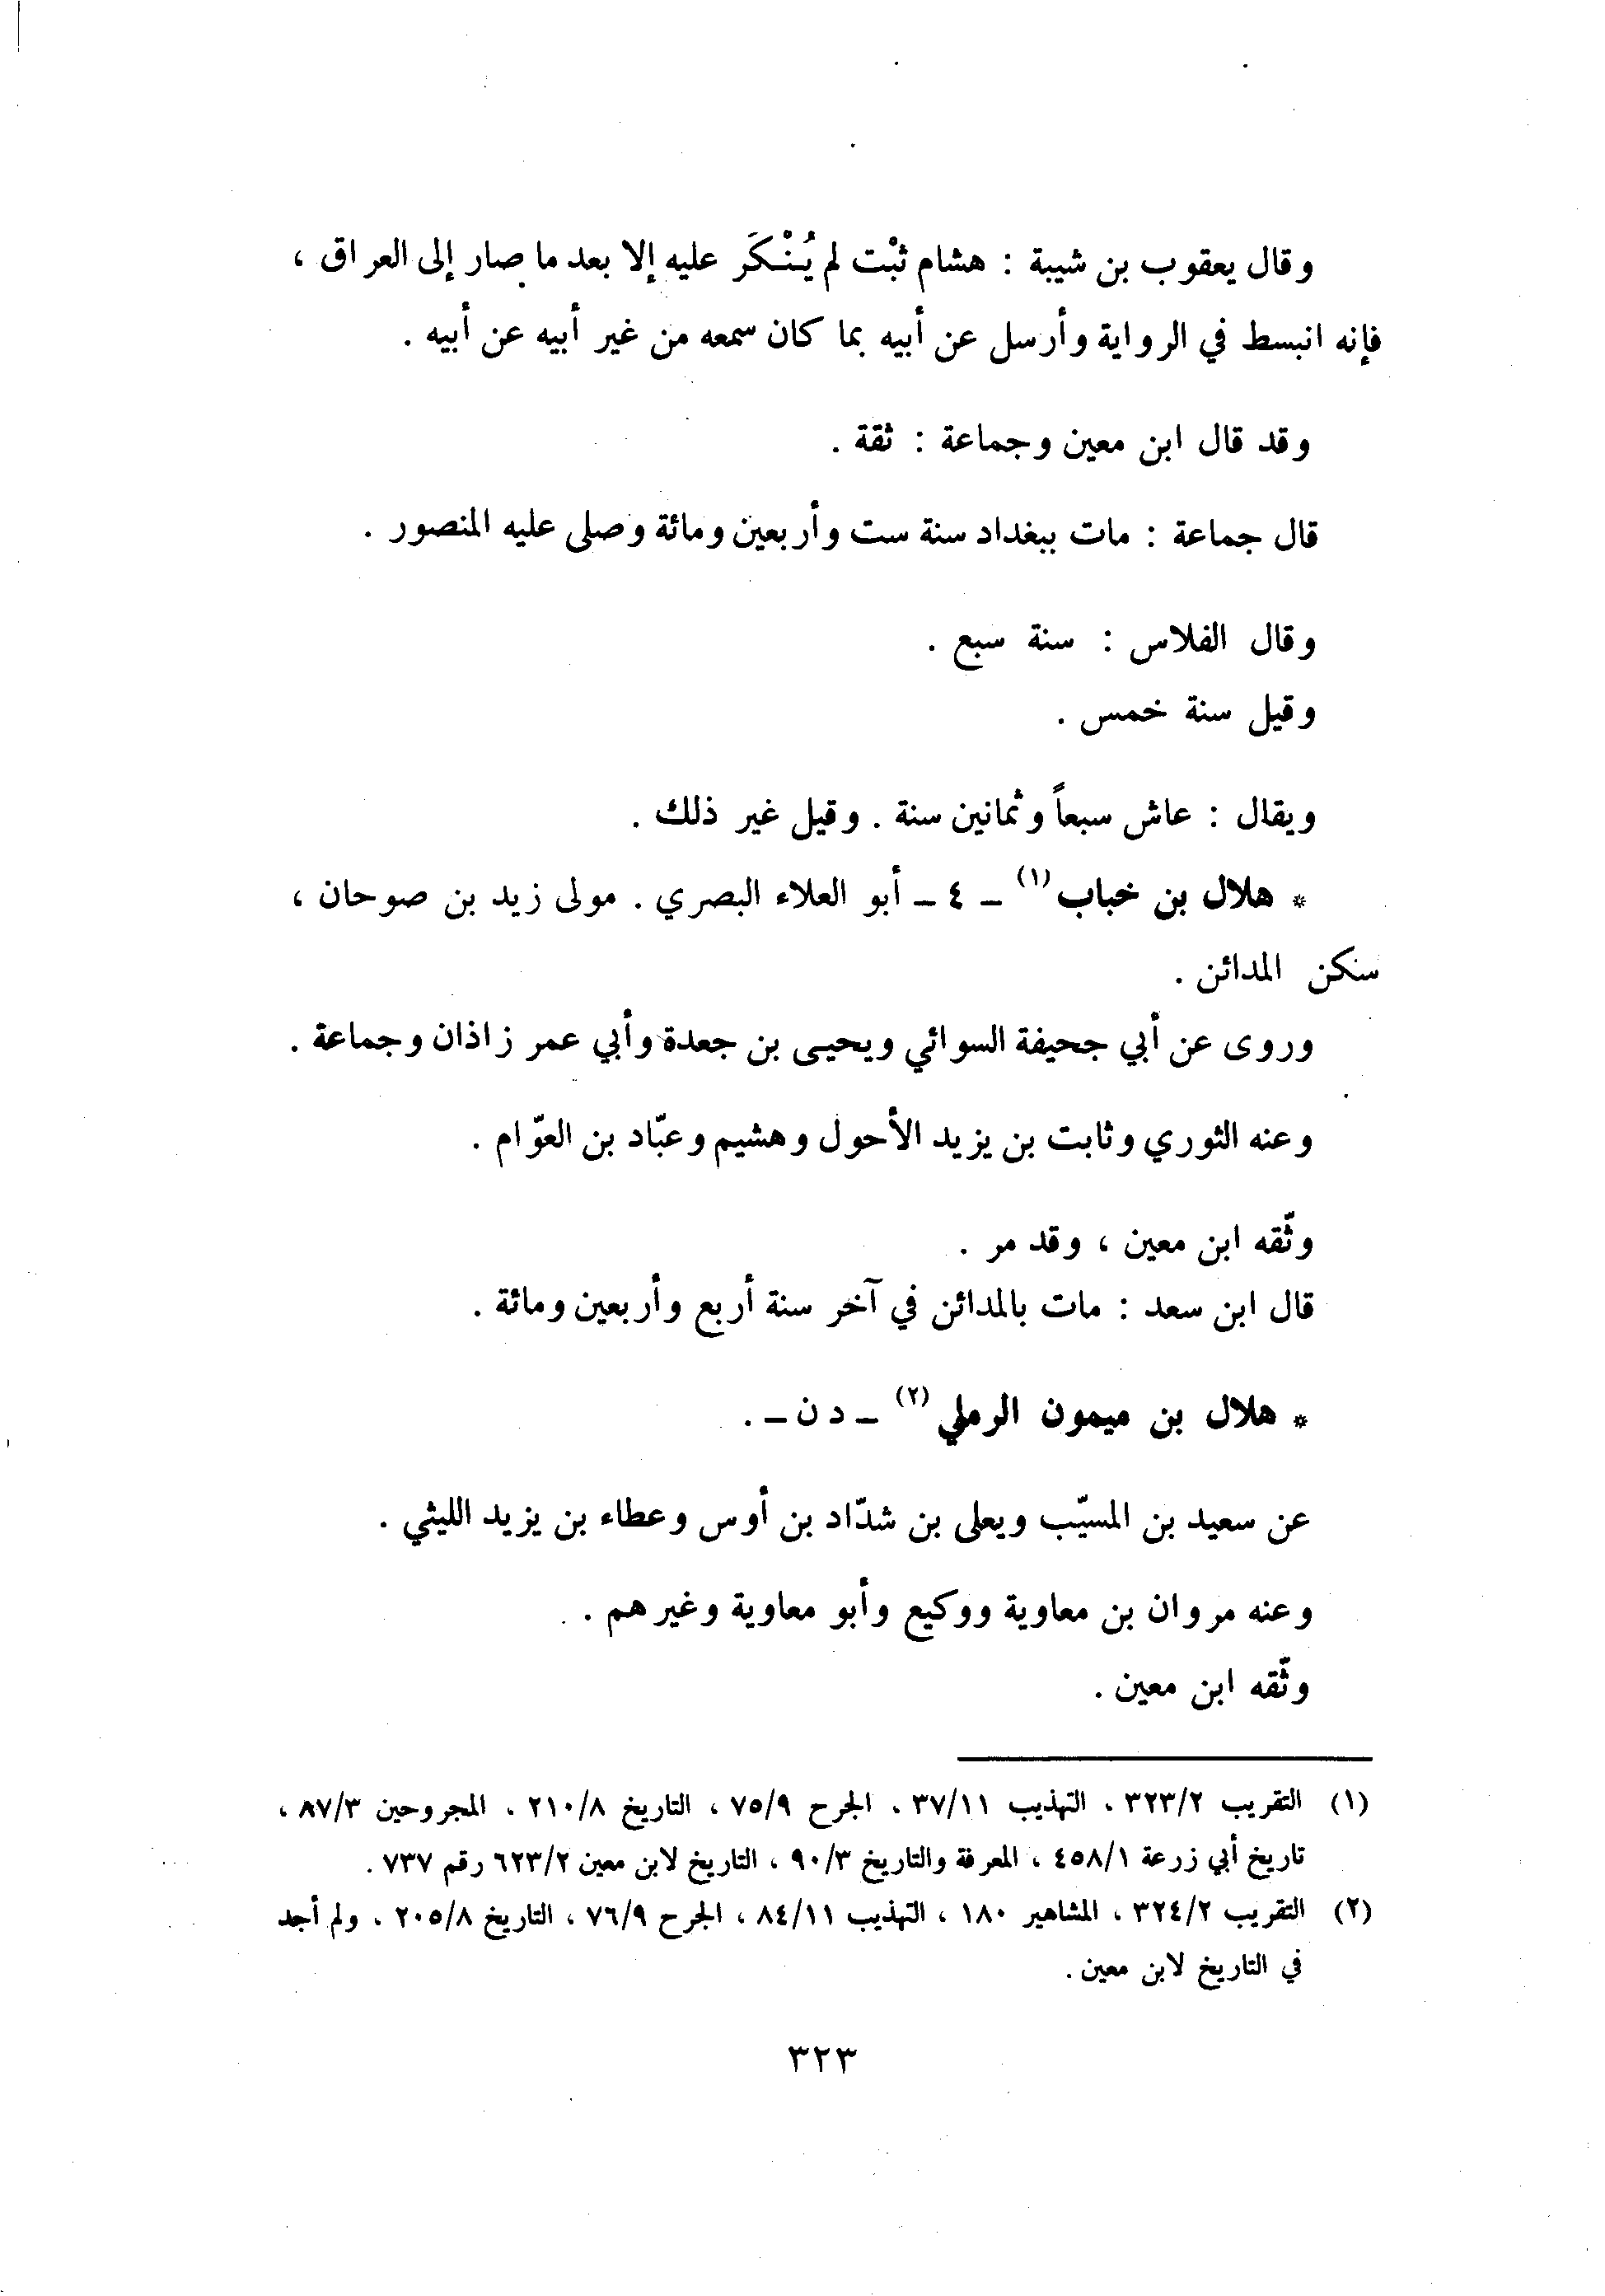 وقال يعقوب بن شيبة : هشام ثبْت لم يُنْكَر عليه إلا بعد ما صار إلى العراق ،
فإنه انبسط في الرواية وأرسل عن أبيه بما كان سمعه من غير أبيه عن أبيه .
وقد قال ابن معين وجماعة : ثقة .
قال جماعة : مات ببغداد سنة ست وأربعين ومائة وصلى عليه المنصور .
وقال الفلاس : سنة سبع .
وقيل سنة خمس .
ويقال : عاش سبعاً وثمانين سنة . وقيل غير ذلك .
* هلال بن خباب (١) ـ ٤ ـ أبو العلاء البصري . مولى زيد بن صوحان ،
سكن المدائن .
وروى عن أبي جحيفة السوائي ويحيى بن جعدة وأبي عمر زاذان وجماعة .
وعنه الثوري وثابت بن يزيد الأحول وهشيم وعبّاد بن العوّام .
وثّقه ابن معين ، وقد مر .
قال ابن سعد : مات بالمدائن في آخر سنة أربع وأربعين ومائة .
* هلال بن ميمون الرملي (٢) ـ د ن ـ .
عن سعيد بن المسيّب ويعلى بن شدّاد بن أوس وعطاء بن يزيد الليثي .
وعنه مروان بن معاوية ووكيع وأبو معاوية وغيرهم .
وثّقه ابن معين .
(١) التقريب ٣٢٣/٢ ، التهذيب ٣٧/١١ ، الجرح ٧٥/٩ ، التاريخ ٢١٠/٨ ، المجروحين ٨٧/٣ ،
تاريخ أبي زرعة ٤٥٨/١ ، المعرفة والتاريخ ٩٠/٣ ، التاريخ لابن معين ٦٢٣/٢ رقم ٧٣٧ .
(٢) التقريب ٣٢٤/٢ ، المشاهير ١٨٠ ، التهذيب ٨٤/١١ ، الجرح ٧٦/٩ ، التاريخ ٢٠٥/٨ ، ولم أجد
في التاريخ لابن معين .
٣٢٣